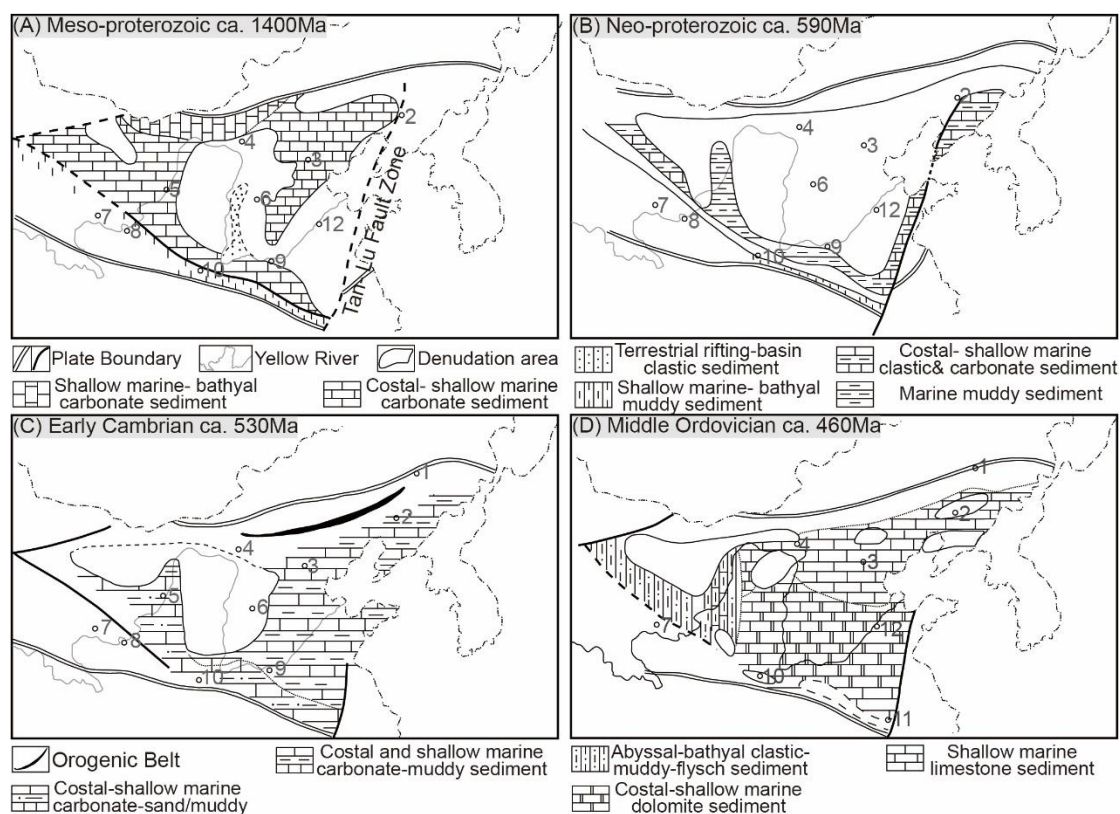 (A) Meso-proterozoic ca. 1400Ma
2
4
3
5
6
7
8
12
9
10
Tan-Lu Fault Zone
(B) Neo-proterozoic ca. 590Ma
2
4
3
6
7
8
12
9
10
Plate Boundary
Yellow River
Denudation area
Shallow marine- bathyal
carbonate sediment
Costal- shallow marine
carbonate sediment
Terrestrial rifting-basin
clastic sediment
Costal- shallow marine
clastic& carbonate sediment
Shallow marine- bathyal
muddy sediment
Marine muddy sediment
(C) Early Cambrian ca. 530Ma
1
2
4
3
5
6
7
8
9
10
(D) Middle Ordovician ca. 460Ma
1
2
4
3
7
12
10
11
Orogenic Belt
Costal and shallow marine
carbonate-muddy sediment
Costal-shallow marine
carbonate-sand/muddy
Abyssal-bathyal clastic-
muddy-flysch sediment
Shallow marine
limestone sediment
Costal-shallow marine
dolomite sediment